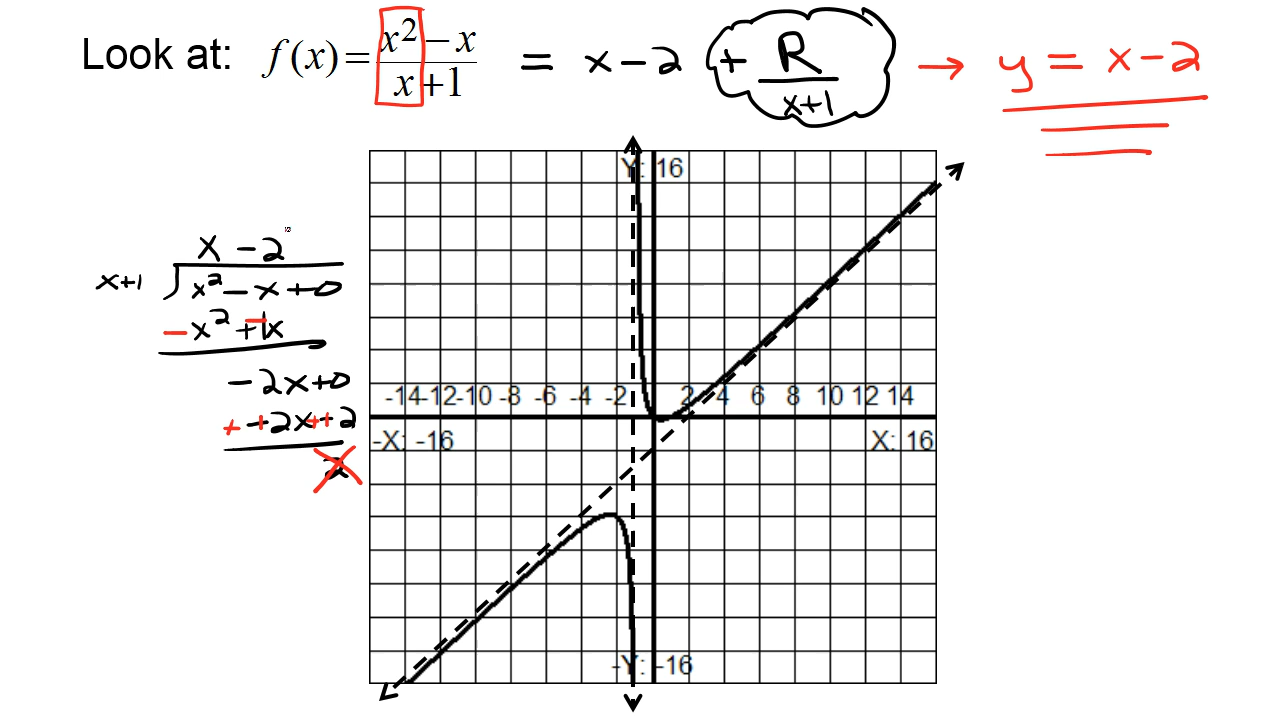 Look at: f(x) = (x² − x)/(x + 1) = x − 2 + R/(x+1) → y = x − 2
Y: 16
x − 2
x+1 x² − x + 0
− x² + 1x
− 2x + 0
-14 -12 -10 -8 -6 -4 -2 2 4 6 8 10 12 14
+ − 2x + − 2
-X: -16 X: 16
2
-Y: -16